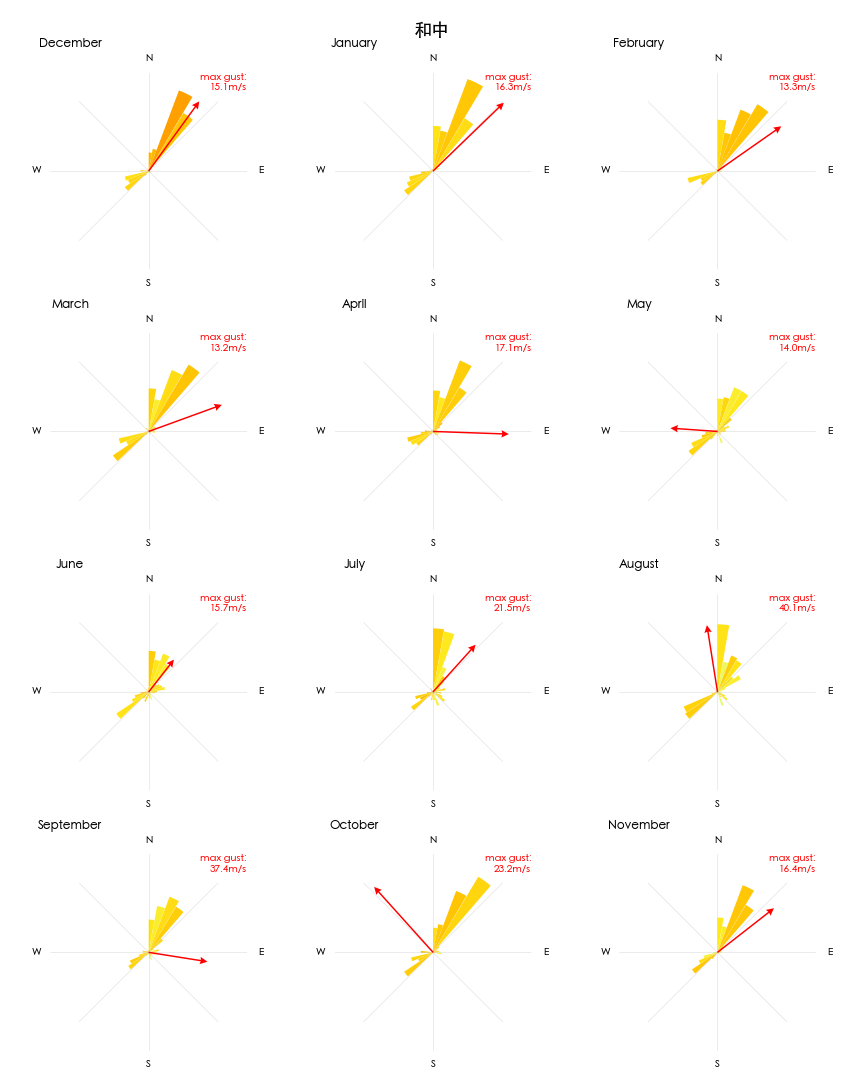 和中
December
N
max gust:
15.1m/s
W
E
S
January
N
max gust:
16.3m/s
W
E
S
February
N
max gust:
13.3m/s
W
E
S
March
N
max gust:
13.2m/s
W
E
S
April
N
max gust:
17.1m/s
W
E
S
May
N
max gust:
14.0m/s
W
E
S
June
N
max gust:
15.7m/s
W
E
S
July
N
max gust:
21.5m/s
W
E
S
August
N
max gust:
40.1m/s
W
E
S
September
N
max gust:
37.4m/s
W
E
S
October
N
max gust:
23.2m/s
W
E
S
November
N
max gust:
16.4m/s
W
E
S